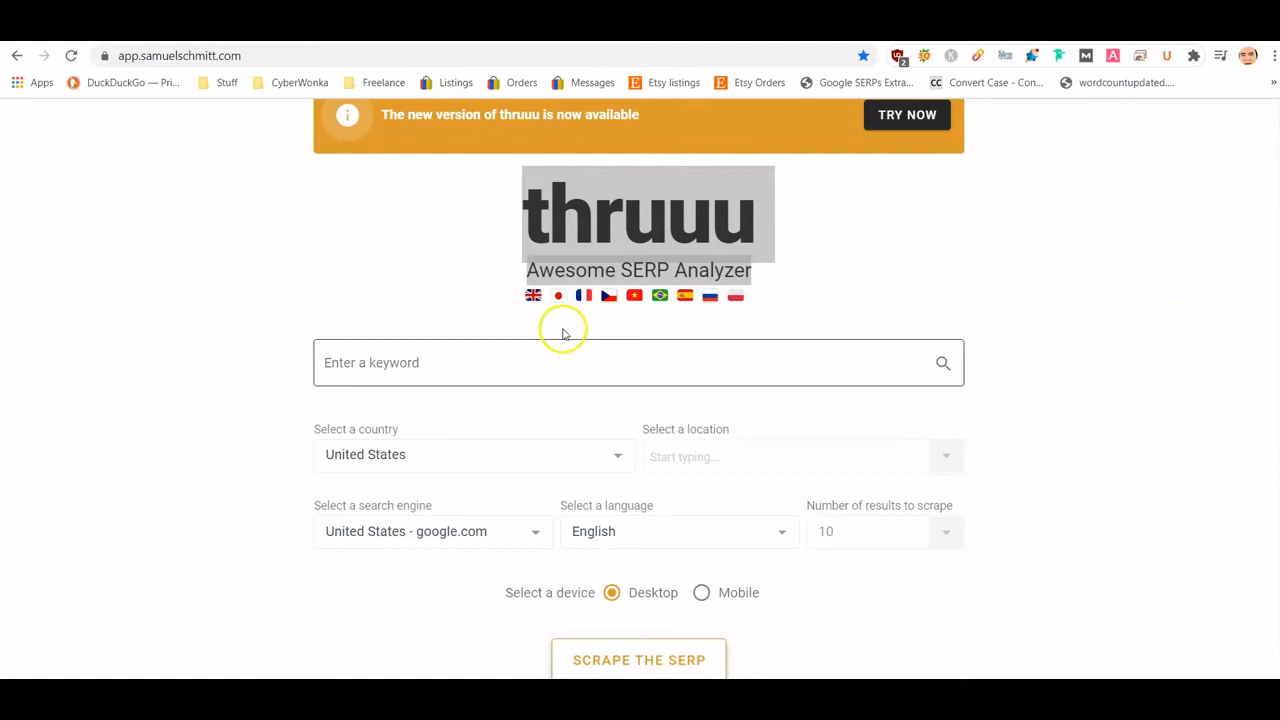 app.samuelschmitt.com
Apps DuckDuckGo — Pri... Stuff CyberWonka Freelance Listings Orders Messages Etsy listings Etsy Orders Google SERPs Extra... CC Convert Case - Con... wordcountupdated.... »
The new version of thruuu is now available TRY NOW
thruuu
Awesome SERP Analyzer
Enter a keyword
Select a country Select a location
United States Start typing...
Select a search engine Select a language Number of results to scrape
United States - google.com English 10
Select a device Desktop Mobile
SCRAPE THE SERP